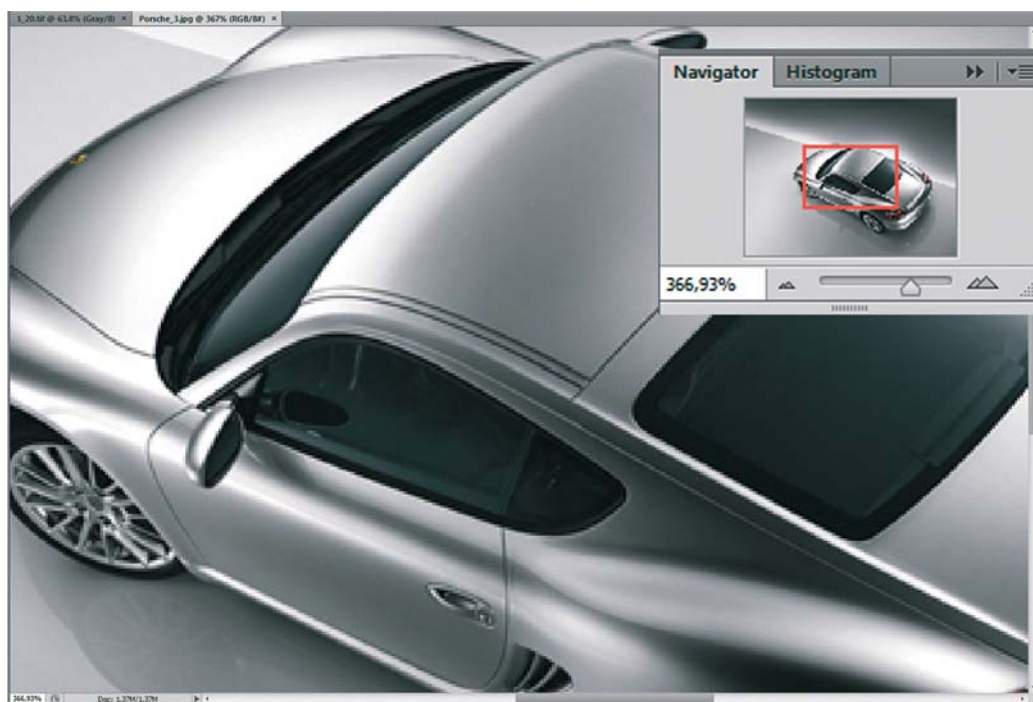 1_20.tif @ 63,8% (Gray/8) × Porsche_3.jpg @ 367% (RGB/8#) ×
Navigator Histogram
366,93%
366,93% Doc: 1,37M/1,37M